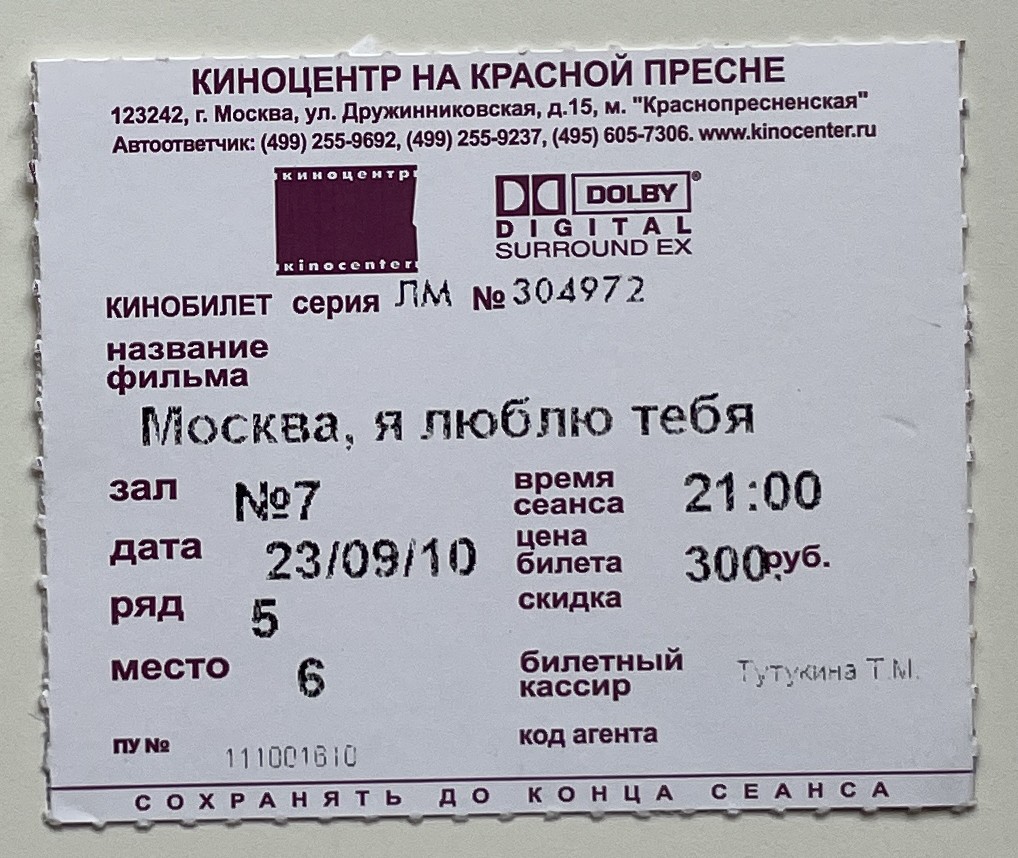 КИНОЦЕНТР НА КРАСНОЙ ПРЕСНЕ
123242, г. Москва, ул. Дружинниковская, д.15, м. "Краснопресненская"
Автоответчик: (499) 255-9692, (499) 255-9237, (495) 605-7306. www.kinocenter.ru
киноцентр
kinocenter
DOLBY®
DIGITAL
SURROUND EX
КИНОБИЛЕТ серия ЛМ № 304972
название
фильма
Москва, я люблю тебя
зал №7
время
сеанса 21:00
дата 23/09/10
цена
билета 300 руб.
ряд 5
скидка
место 6
билетный
кассир Тутукина Т.М.
ПУ № 111001610
код агента
СОХРАНЯТЬ ДО КОНЦА СЕАНСА